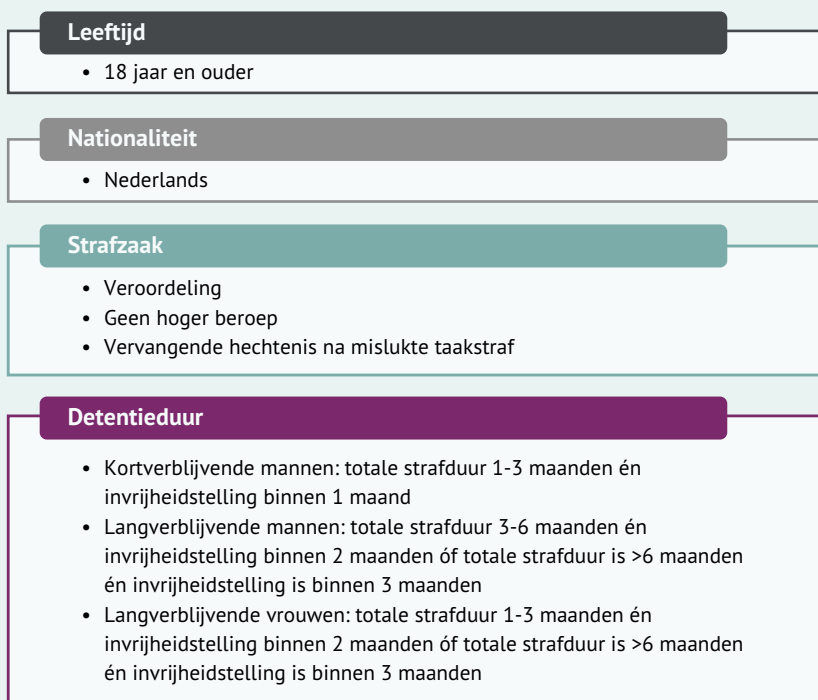 Leeftijd
• 18 jaar en ouder
Nationaliteit
• Nederlands
Strafzaak
• Veroordeling
• Geen hoger beroep
• Vervangende hechtenis na mislukte taakstraf
Detentieduur
• Kortverblijvende mannen: totale strafduur 1-3 maanden én
invrijheidstelling binnen 1 maand
• Langverblijvende mannen: totale strafduur 3-6 maanden én
invrijheidstelling binnen 2 maanden óf totale strafduur is >6 maanden
én invrijheidstelling is binnen 3 maanden
• Langverblijvende vrouwen: totale strafduur 1-3 maanden én
invrijheidstelling binnen 2 maanden óf totale strafduur is >6 maanden
én invrijheidstelling is binnen 3 maanden